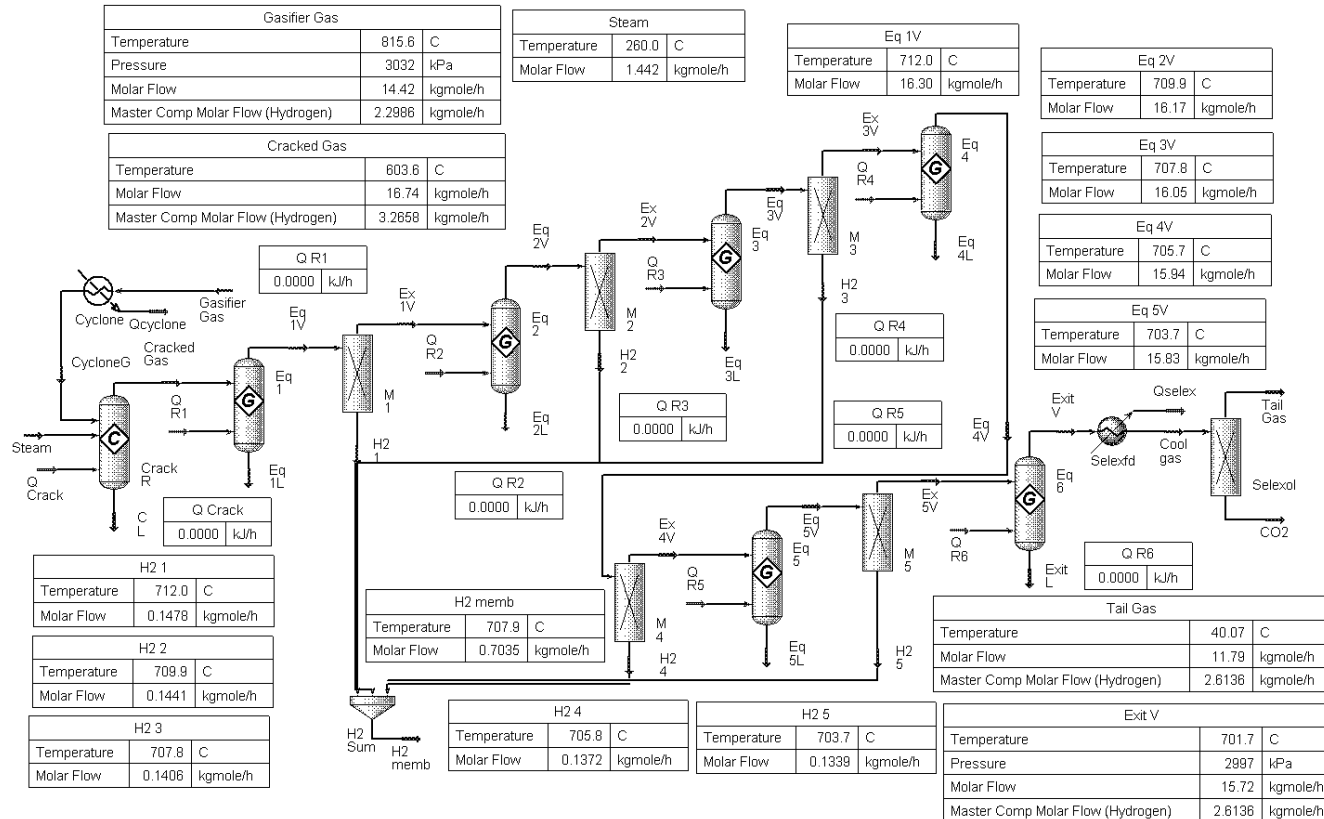 Gasifier Gas
Temperature 815.6 C
Pressure 3032 kPa
Molar Flow 14.42 kgmole/h
Master Comp Molar Flow (Hydrogen) 2.2986 kgmole/h
Steam
Temperature 260.0 C
Molar Flow 1.442 kgmole/h
Eq 1V
Temperature 712.0 C
Molar Flow 16.30 kgmole/h
Eq 2V
Temperature 709.9 C
Molar Flow 16.17 kgmole/h
Cracked Gas
Temperature 603.6 C
Molar Flow 16.74 kgmole/h
Master Comp Molar Flow (Hydrogen) 3.2658 kgmole/h
Eq 3V
Temperature 707.8 C
Molar Flow 16.05 kgmole/h
Eq 4V
Temperature 705.7 C
Molar Flow 15.94 kgmole/h
Eq 5V
Temperature 703.7 C
Molar Flow 15.83 kgmole/h
Q R1
0.0000 kJ/h
Cyclone
Qcyclone
Gasifier
Gas
CycloneG
Cracked
Gas
Steam
Q
Crack
C
Crack
R
C
L
Q
R1
Eq
1V
G
Eq
1
Eq
1L
M
1
H2
1
Ex
1V
Q
R2
G
Eq
2
Eq
2L
Eq
2V
M
2
H2
2
Ex
2V
Q
R3
G
Eq
3
Eq
3L
Eq
3V
M
3
H2
3
Ex
3V
Q
R4
G
Eq
4
Eq
4L
Q R4
0.0000 kJ/h
Q R3
0.0000 kJ/h
Q R5
0.0000 kJ/h
Q R2
0.0000 kJ/h
Q Crack
0.0000 kJ/h
Eq
4V
M
4
H2
4
Ex
4V
Q
R5
G
Eq
5
Eq
5L
Eq
5V
M
5
H2
5
Ex
5V
Q
R6
G
Eq
6
Exit
L
Exit
V
Qselex
Selexfd
Cool
gas
Tail
Gas
Selexol
CO2
Q R6
0.0000 kJ/h
H2 1
Temperature 712.0 C
Molar Flow 0.1478 kgmole/h
H2 memb
Temperature 707.9 C
Molar Flow 0.7035 kgmole/h
Tail Gas
Temperature 40.07 C
Molar Flow 11.79 kgmole/h
Master Comp Molar Flow (Hydrogen) 2.6136 kgmole/h
H2 2
Temperature 709.9 C
Molar Flow 0.1441 kgmole/h
H2 3
Temperature 707.8 C
Molar Flow 0.1406 kgmole/h
H2
Sum
H2
memb
H2 4
Temperature 705.8 C
Molar Flow 0.1372 kgmole/h
H2 5
Temperature 703.7 C
Molar Flow 0.1339 kgmole/h
Exit V
Temperature 701.7 C
Pressure 2997 kPa
Molar Flow 15.72 kgmole/h
Master Comp Molar Flow (Hydrogen) 2.6136 kgmole/h